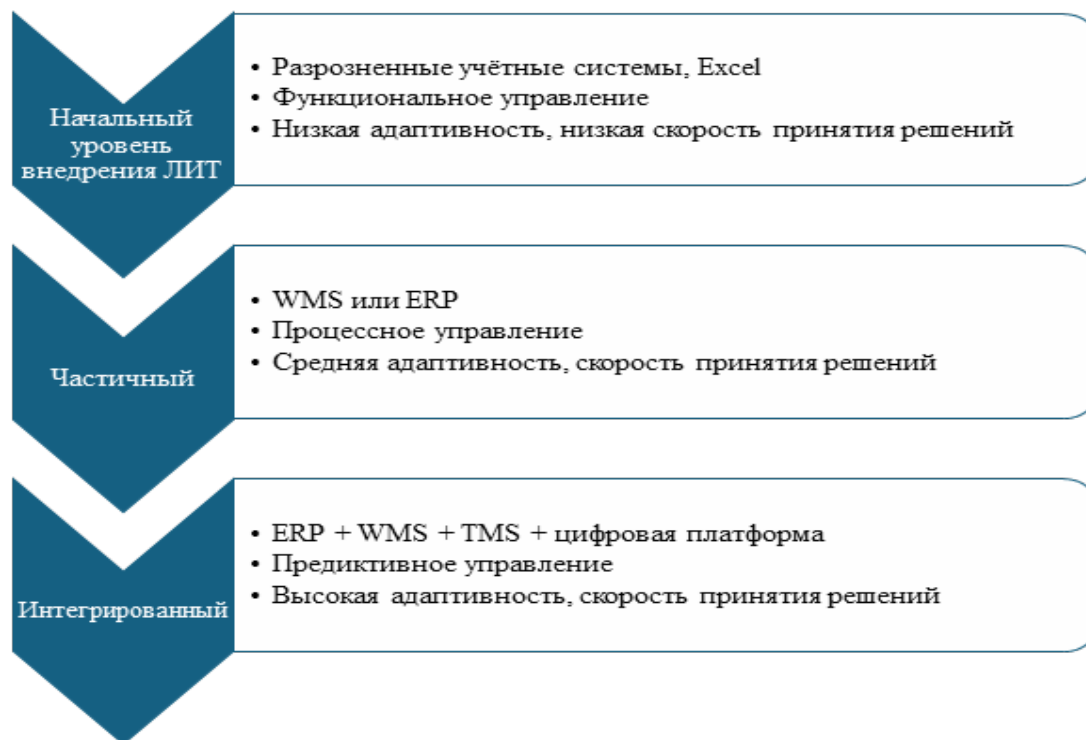 Начальный
уровень
внедрения ЛИТ
• Разрозненные учётные системы, Excel
• Функциональное управление
• Низкая адаптивность, низкая скорость принятия решений
Частичный
• WMS или ERP
• Процессное управление
• Средняя адаптивность, скорость принятия решений
Интегрированный
• ERP + WMS + TMS + цифровая платформа
• Предиктивное управление
• Высокая адаптивность, скорость принятия решений